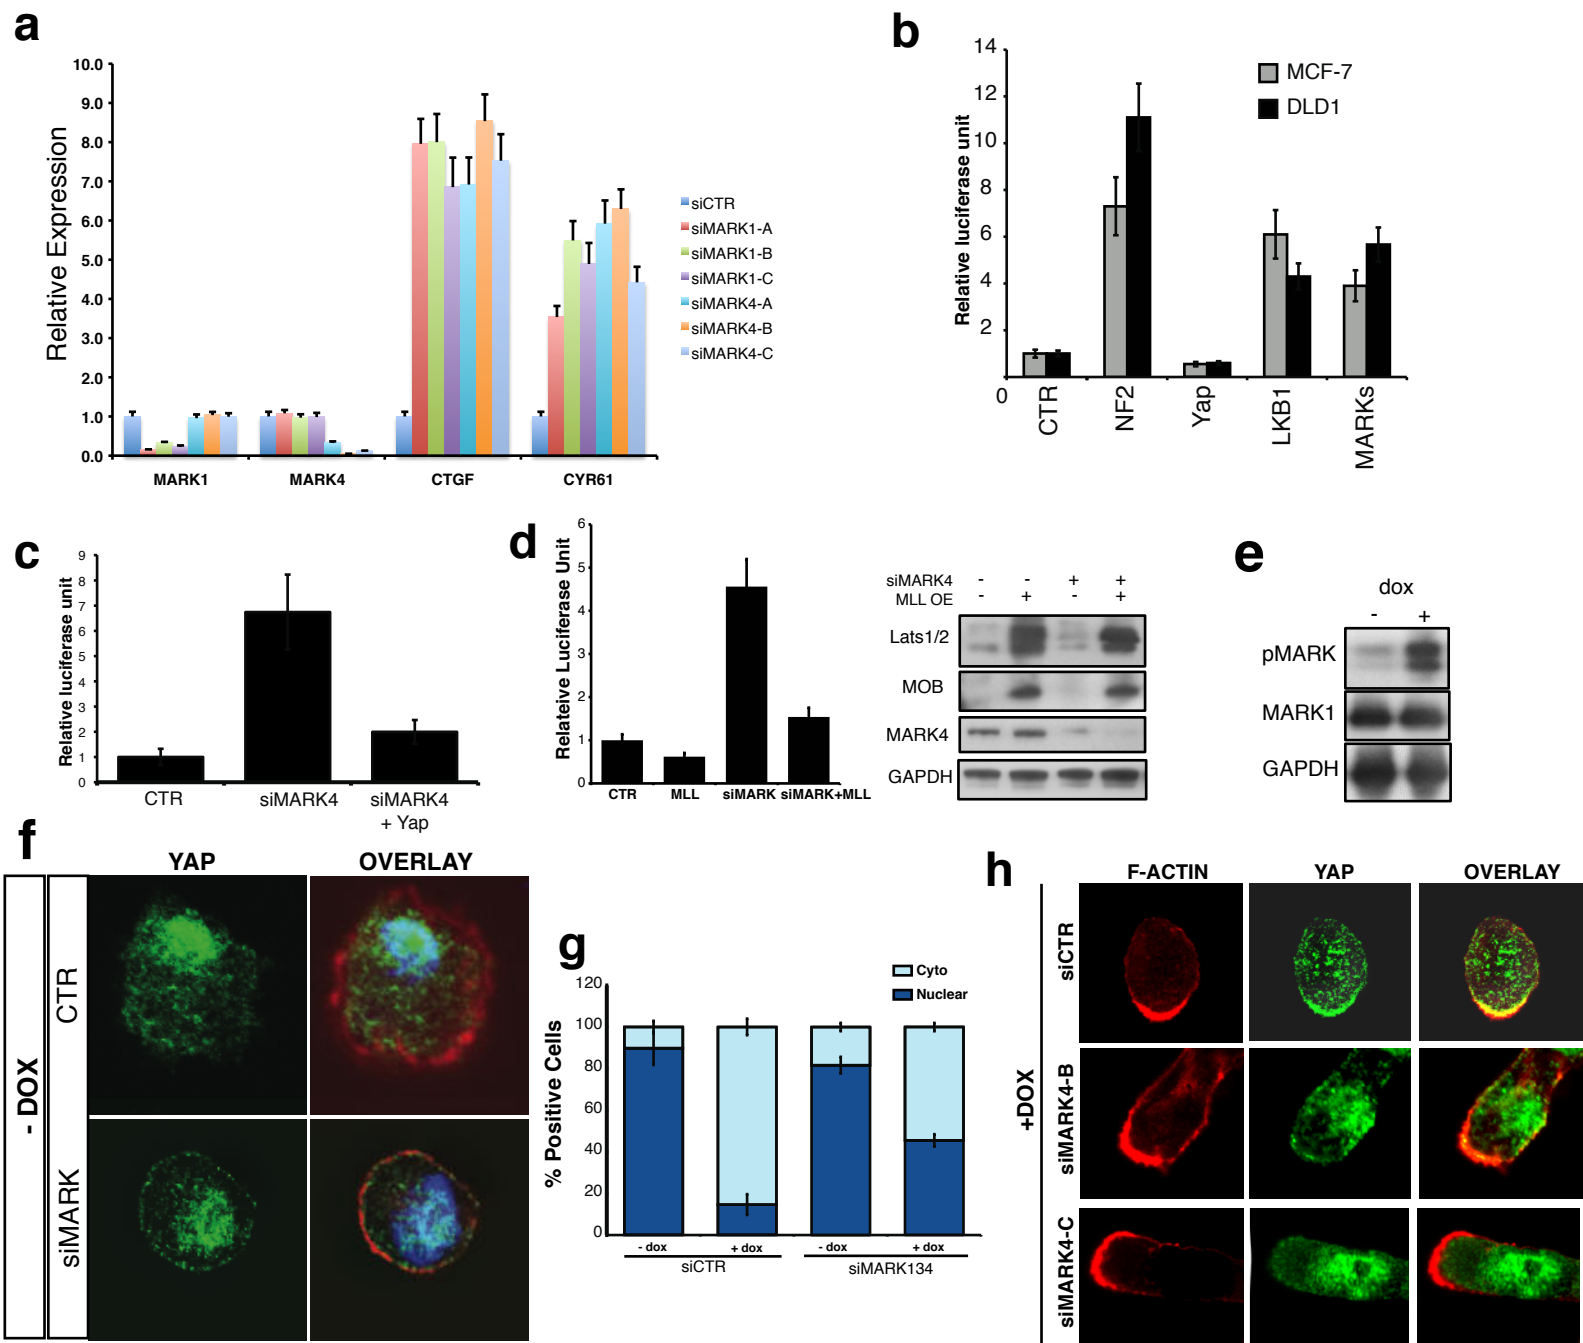 a
10.0
9.0
8.0
7.0
6.0
5.0
4.0
3.0
2.0
1.0
0.0
Relative Expression
MARK1 MARK4 CTGF CYR61
siCTR
siMARK1-A
siMARK1-B
siMARK1-C
siMARK4-A
siMARK4-B
siMARK4-C
b
14
12
10
8
6
4
2
0
Relative luciferase unit
MCF-7
DLD1
CTR
NF2
Yap
LKB1
MARKs
c
9
8
7
6
5
4
3
2
1
0
Relative luciferase unit
CTR siMARK4 siMARK4
+ Yap
d
6
5
4
3
2
1
0
Relateive Luciferase Unit
CTR MLL siMARK siMARK+MLL
siMARK4 - - + +
MLL OE - + - +
Lats1/2
MOB
MARK4
GAPDH
e
dox
- +
pMARK
MARK1
GAPDH
f
YAP OVERLAY
- DOX
CTR
siMARK
g
Cyto
Nuclear
120
100
80
60
40
20
0
% Positive Cells
- dox + dox - dox + dox
siCTR siMARK134
h
F-ACTIN YAP OVERLAY
+DOX
siCTR
siMARK4-B
siMARK4-C